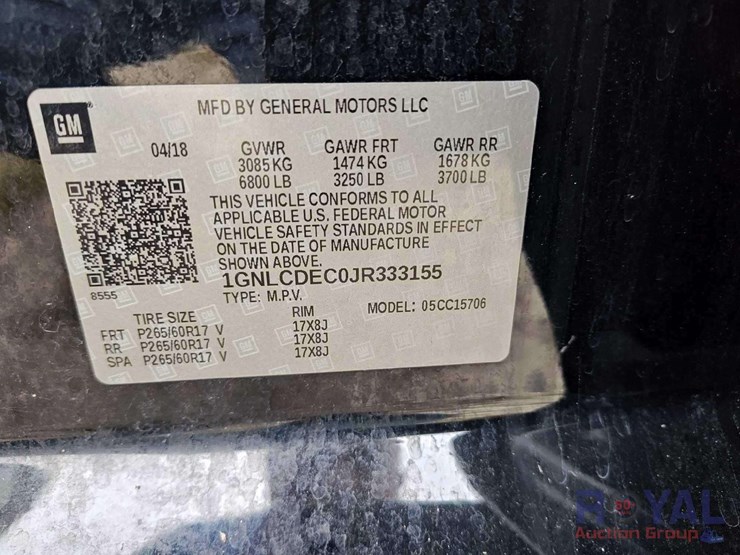 GM
MFD BY GENERAL MOTORS LLC
04/18 GVWR GAWR FRT GAWR RR
3085 KG 1474 KG 1678 KG
6800 LB 3250 LB 3700 LB
THIS VEHICLE CONFORMS TO ALL
APPLICABLE U.S. FEDERAL MOTOR
VEHICLE SAFETY STANDARDS IN EFFECT
ON THE DATE OF MANUFACTURE
SHOWN ABOVE.
1GNLCDEC0JR333155
8555
TYPE: M.P.V. MODEL: 05CC15706
TIRE SIZE RIM
FRT P265/60R17 V 17X8J
RR P265/60R17 V 17X8J
SPA P265/60R17 V 17X8J
ROYAL
Auction Group